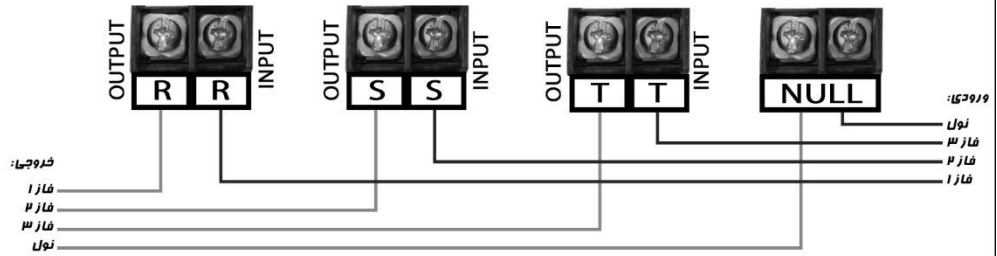 OUTPUT
R R
INPUT
OUTPUT
S S
INPUT
OUTPUT
T T
INPUT
NULL
ورودی:
نول
فاز ۳
فاز ۲
فاز ۱
خروجی:
فاز ۱
فاز ۲
فاز ۳
نول